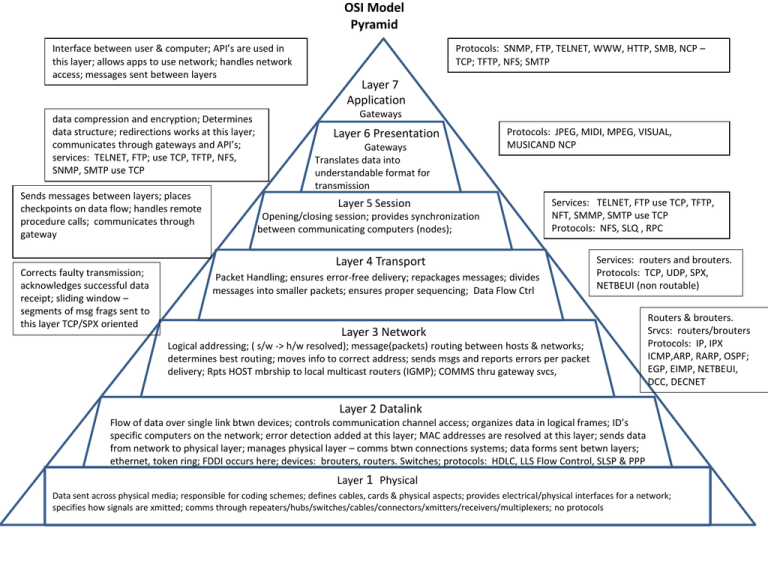 OSI Model
Pyramid
Interface between user & computer; API's are used in
this layer; allows apps to use network; handles network
access; messages sent between layers
Protocols: SNMP, FTP, TELNET, WWW, HTTP, SMB, NCP –
TCP; TFTP, NFS; SMTP
Layer 7
Application
Gateways
data compression and encryption; Determines
data structure; redirections works at this layer;
communicates through gateways and API's;
services: TELNET, FTP; use TCP, TFTP, NFS,
SNMP, SMTP use TCP
Layer 6 Presentation
Gateways
Translates data into
understandable format for
transmission
Protocols: JPEG, MIDI, MPEG, VISUAL,
MUSICAND NCP
Sends messages between layers; places
checkpoints on data flow; handles remote
procedure calls; communicates through
gateway
Layer 5 Session
Opening/closing session; provides synchronization
between communicating computers (nodes);
Services: TELNET, FTP use TCP, TFTP,
NFT, SMMP, SMTP use TCP
Protocols: NFS, SLQ , RPC
Corrects faulty transmission;
acknowledges successful data
receipt; sliding window –
segments of msg frags sent to
this layer TCP/SPX oriented
Layer 4 Transport
Packet Handling; ensures error-free delivery; repackages messages; divides
messages into smaller packets; ensures proper sequencing; Data Flow Ctrl
Services: routers and brouters.
Protocols: TCP, UDP, SPX,
NETBEUI (non routable)
Layer 3 Network
Logical addressing; ( s/w -> h/w resolved); message(packets) routing between hosts & networks;
determines best routing; moves info to correct address; sends msgs and reports errors per packet
delivery; Rpts HOST mbrship to local multicast routers (IGMP); COMMS thru gateway svcs,
Routers & brouters.
Srvcs: routers/brouters
Protocols: IP, IPX
ICMP,ARP, RARP, OSPF;
EGP, EIMP, NETBEUI,
DCC, DECNET
Layer 2 Datalink
Flow of data over single link btwn devices; controls communication channel access; organizes data in logical frames; ID's
specific computers on the network; error detection added at this layer; MAC addresses are resolved at this layer; sends data
from network to physical layer; manages physical layer – comms btwn connections systems; data forms sent betwn layers;
ethernet, token ring; FDDI occurs here; devices: brouters, routers. Switches; protocols: HDLC, LLS Flow Control, SLSP & PPP
Layer 1 Physical
Data sent across physical media; responsible for coding schemes; defines cables, cards & physical aspects; provides electrical/physical interfaces for a network;
specifies how signals are xmitted; comms through repeaters/hubs/switches/cables/connectors/xmitters/receivers/multiplexers; no protocols